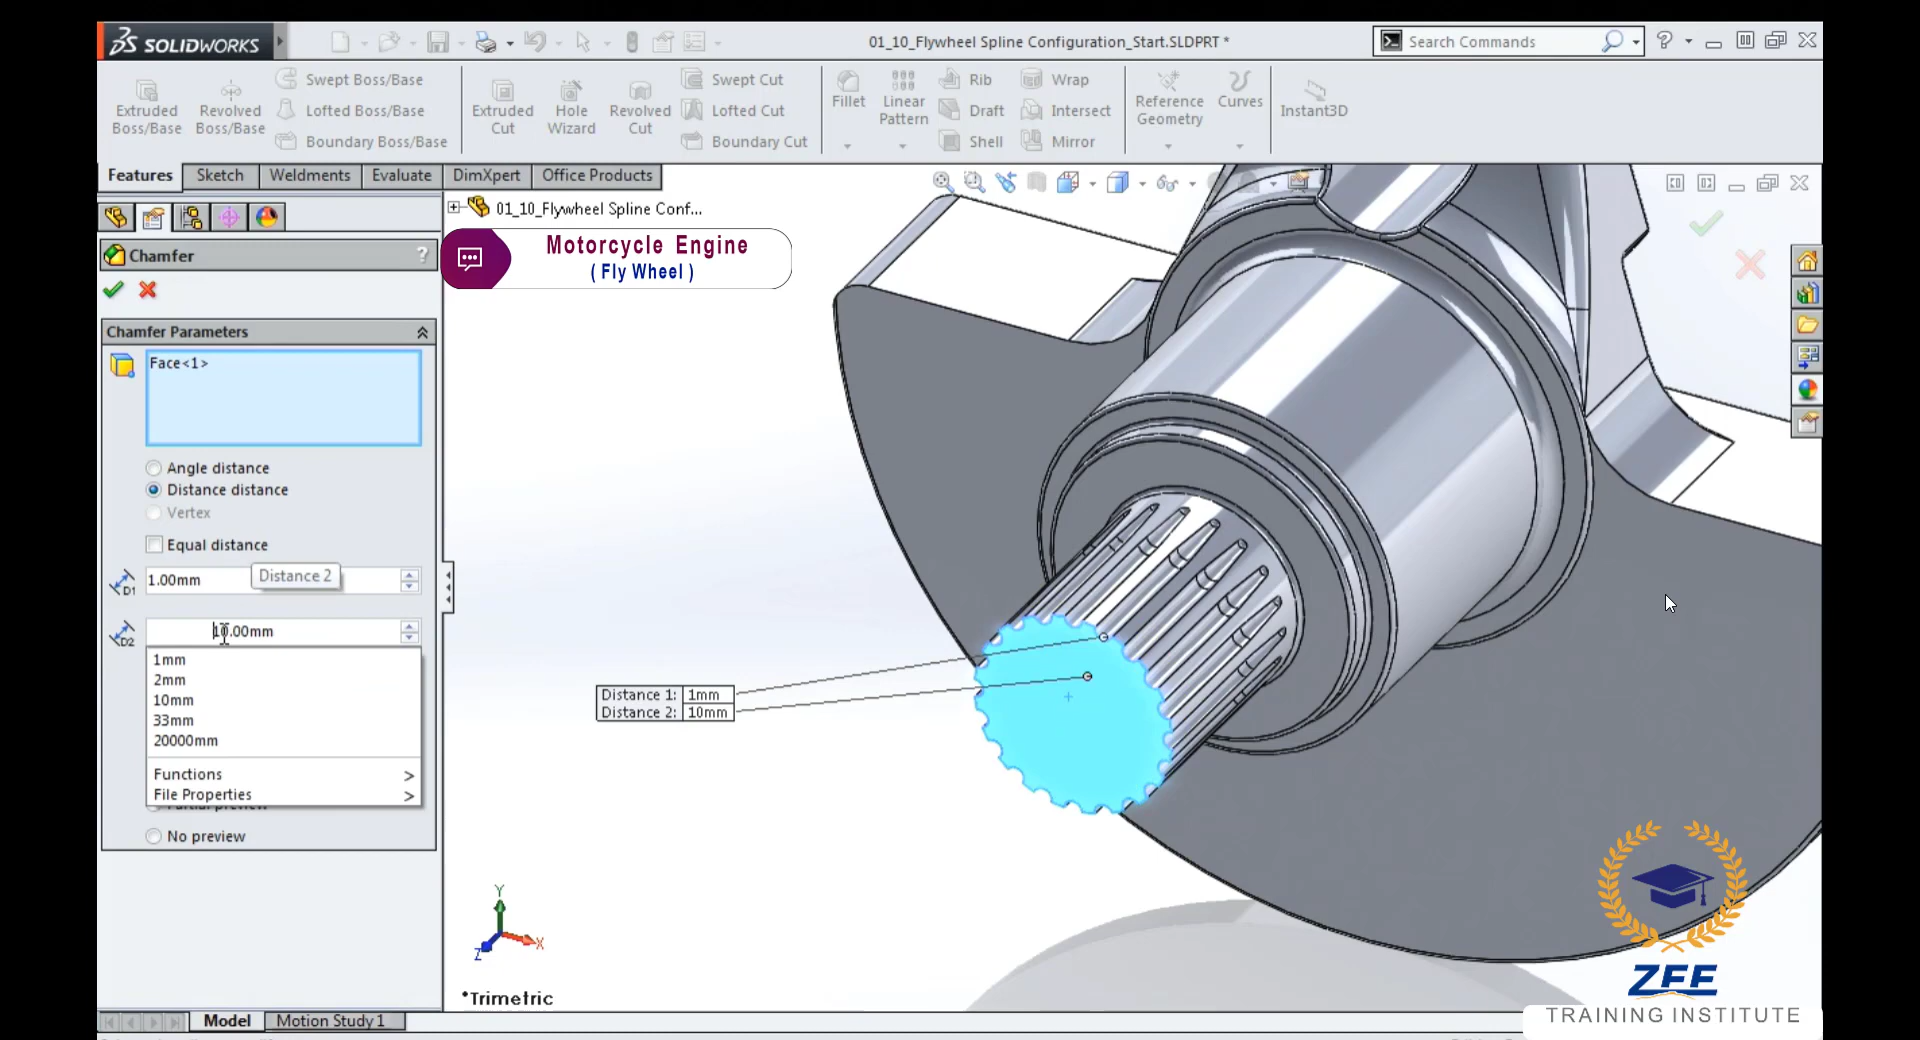 SOLIDWORKS
01_10_Flywheel Spline Configuration_Start.SLDPRT *
Search Commands
Extruded Boss/Base
Revolved Boss/Base
Swept Boss/Base
Lofted Boss/Base
Boundary Boss/Base
Extruded Cut
Hole Wizard
Revolved Cut
Swept Cut
Lofted Cut
Boundary Cut
Fillet
Linear Pattern
Rib
Draft
Shell
Wrap
Intersect
Mirror
Reference Geometry
Curves
Instant3D
Features
Sketch
Weldments
Evaluate
DimXpert
Office Products
01_10_Flywheel Spline Conf...
Motorcycle Engine
( Fly Wheel )
Chamfer
?
Chamfer Parameters
Face<1>
Angle distance
Distance distance
Vertex
Equal distance
D1
1.00mm
Distance 2
D2
10.00mm
1mm
2mm
10mm
33mm
20000mm
Functions >
File Properties >
Partial preview
No preview
Distance 1: 1mm
Distance 2: 10mm
Y
X
Z
*Trimetric
Model
Motion Study 1
ZFE
TRAINING INSTITUTE